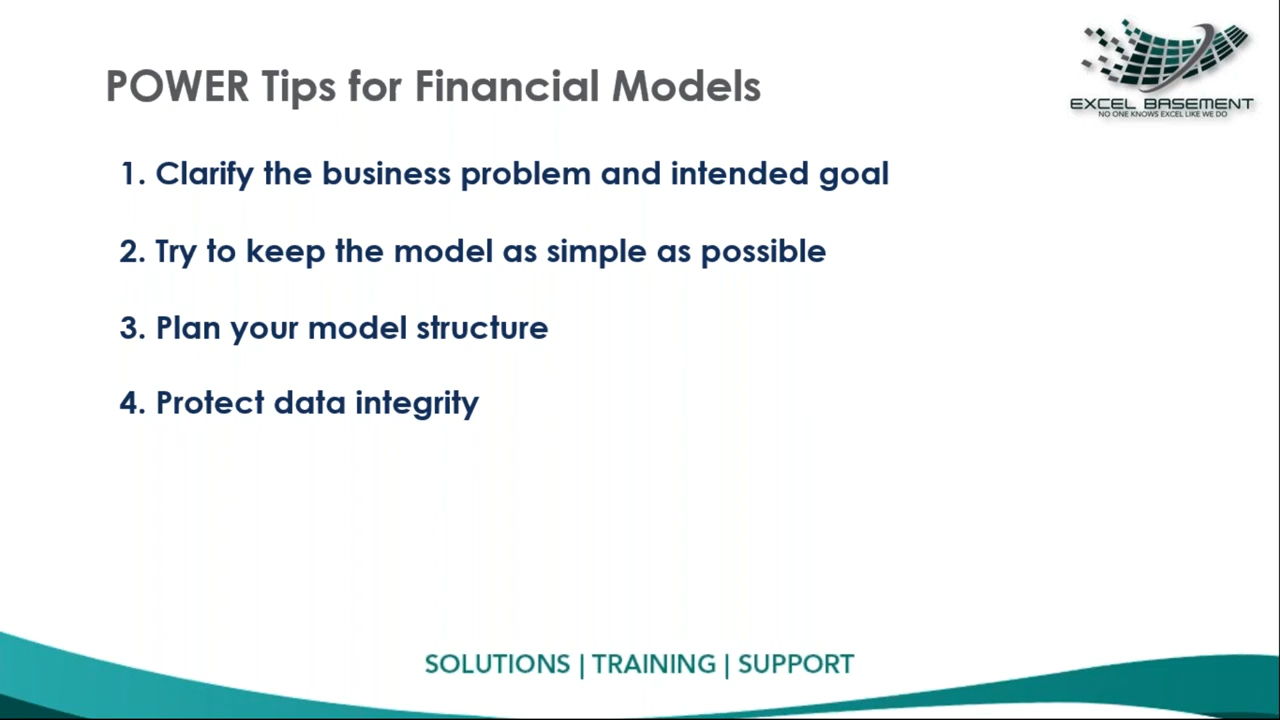 POWER Tips for Financial Models
EXCEL BASEMENT
NO ONE KNOWS EXCEL LIKE WE DO
1. Clarify the business problem and intended goal
2. Try to keep the model as simple as possible
3. Plan your model structure
4. Protect data integrity
SOLUTIONS | TRAINING | SUPPORT